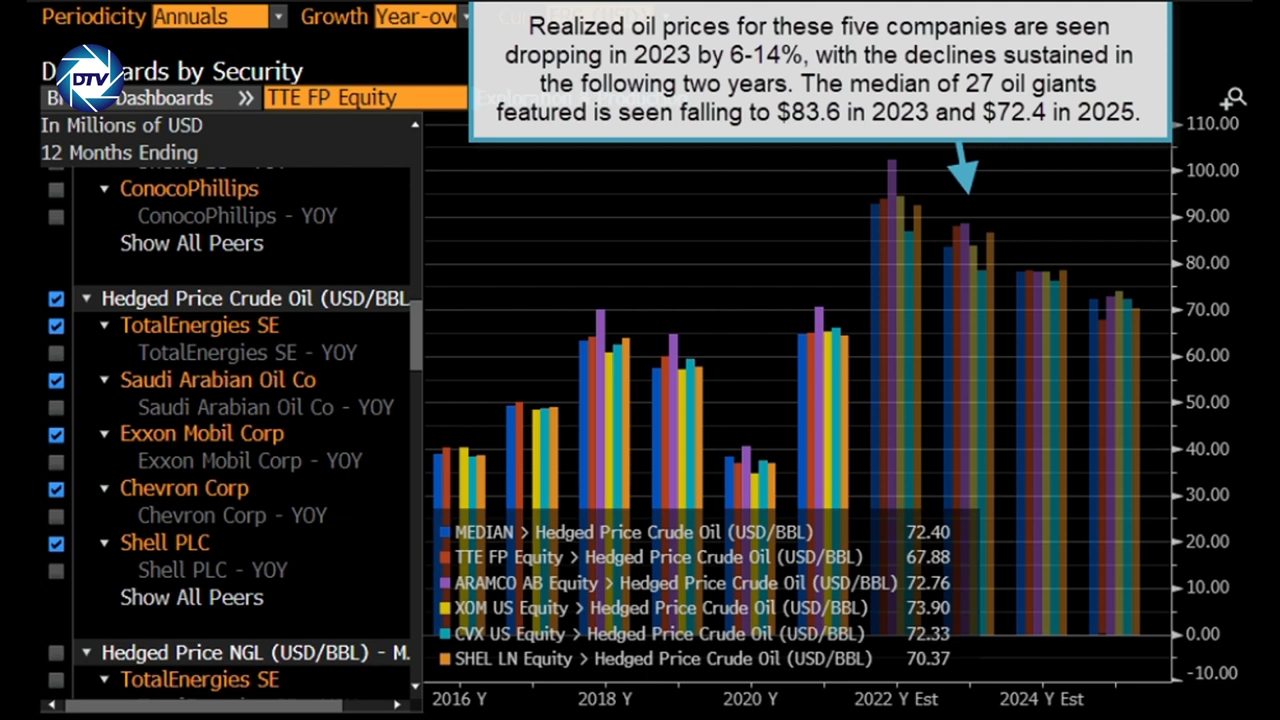 Periodicity Annuals Growth Year-ov
Realized oil prices for these five companies are seen
dropping in 2023 by 6-14%, with the declines sustained in
the following two years. The median of 27 oil giants
featured is seen falling to $83.6 in 2023 and $72.4 in 2025.
DTV
ards by Security
Dashboards >> TTE FP Equity
In Millions of USD
12 Months Ending
ConocoPhillips
ConocoPhillips - YOY
Show All Peers
Hedged Price Crude Oil (USD/BBL
TotalEnergies SE
TotalEnergies SE - YOY
Saudi Arabian Oil Co
Saudi Arabian Oil Co - YOY
Exxon Mobil Corp
Exxon Mobil Corp - YOY
Chevron Corp
Chevron Corp - YOY
Shell PLC
Shell PLC - YOY
Show All Peers
Hedged Price NGL (USD/BBL) - M.
TotalEnergies SE
110.00
100.00
90.00
80.00
70.00
60.00
50.00
40.00
30.00
20.00
10.00
0.00
-10.00
MEDIAN > Hedged Price Crude Oil (USD/BBL) 72.40
TTE FP Equity > Hedged Price Crude Oil (USD/BBL) 67.88
ARAMCO AB Equity > Hedged Price Crude Oil (USD/BBL) 72.76
XOM US Equity > Hedged Price Crude Oil (USD/BBL) 73.90
CVX US Equity > Hedged Price Crude Oil (USD/BBL) 72.33
SHEL LN Equity > Hedged Price Crude Oil (USD/BBL) 70.37
2016 Y 2018 Y 2020 Y 2022 Y Est 2024 Y Est